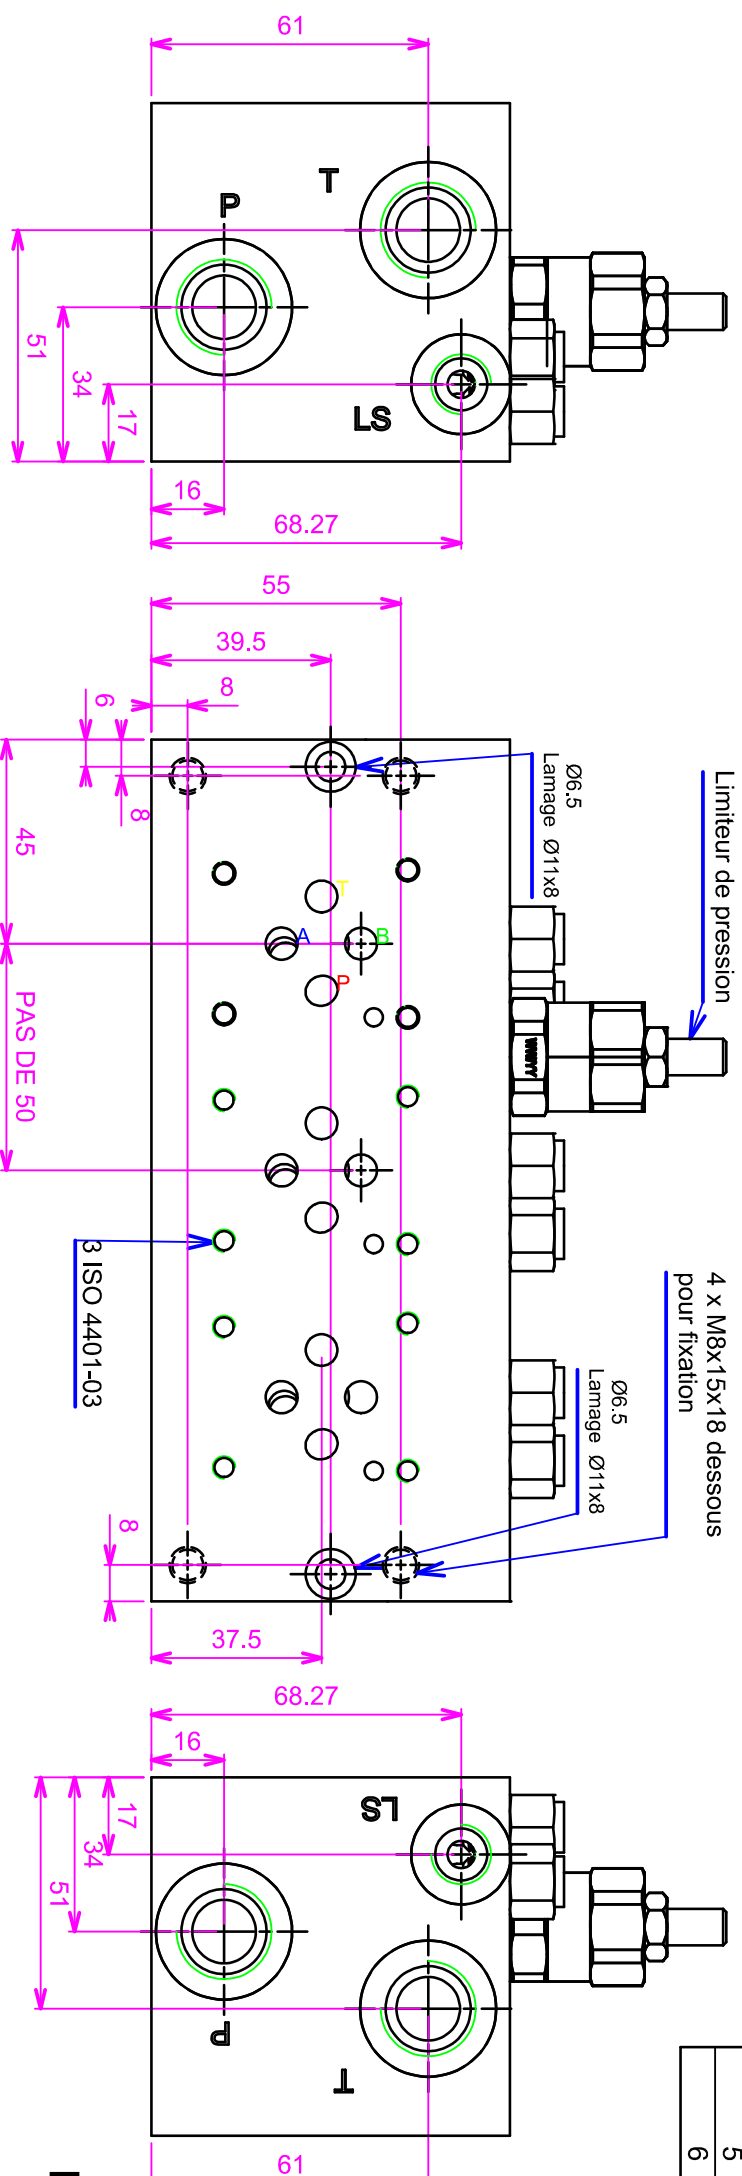 61
T
P
LS
51
34
17
16
68.27
55
39.5
8
6
8
45
PAS DE 50
Ø6.5
Lamage Ø11x8
Limiteur de pression
T
A
B
P
3 ISO 4401-03
4 x M8x15x18 dessous
pour fixation
Ø6.5
Lamage Ø11x8
8
37.5
68.27
16
17
34
51
LS
P
T
61
5
6